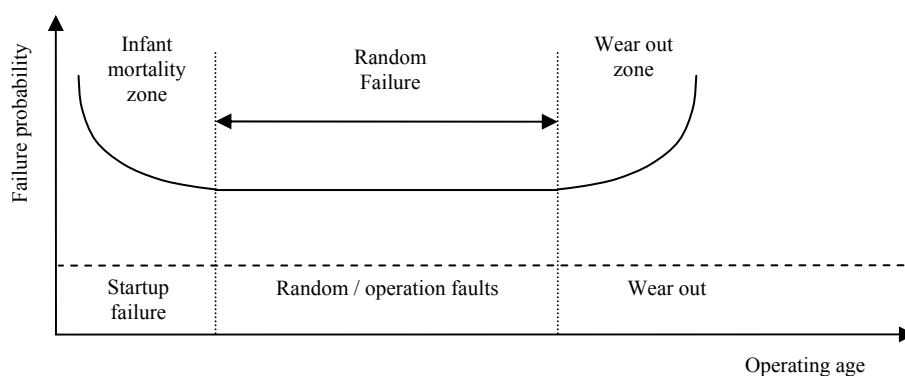 Failure probability
Infant
mortality
zone
Random
Failure
Wear out
zone
Startup
failure
Random / operation faults
Wear out
Operating age